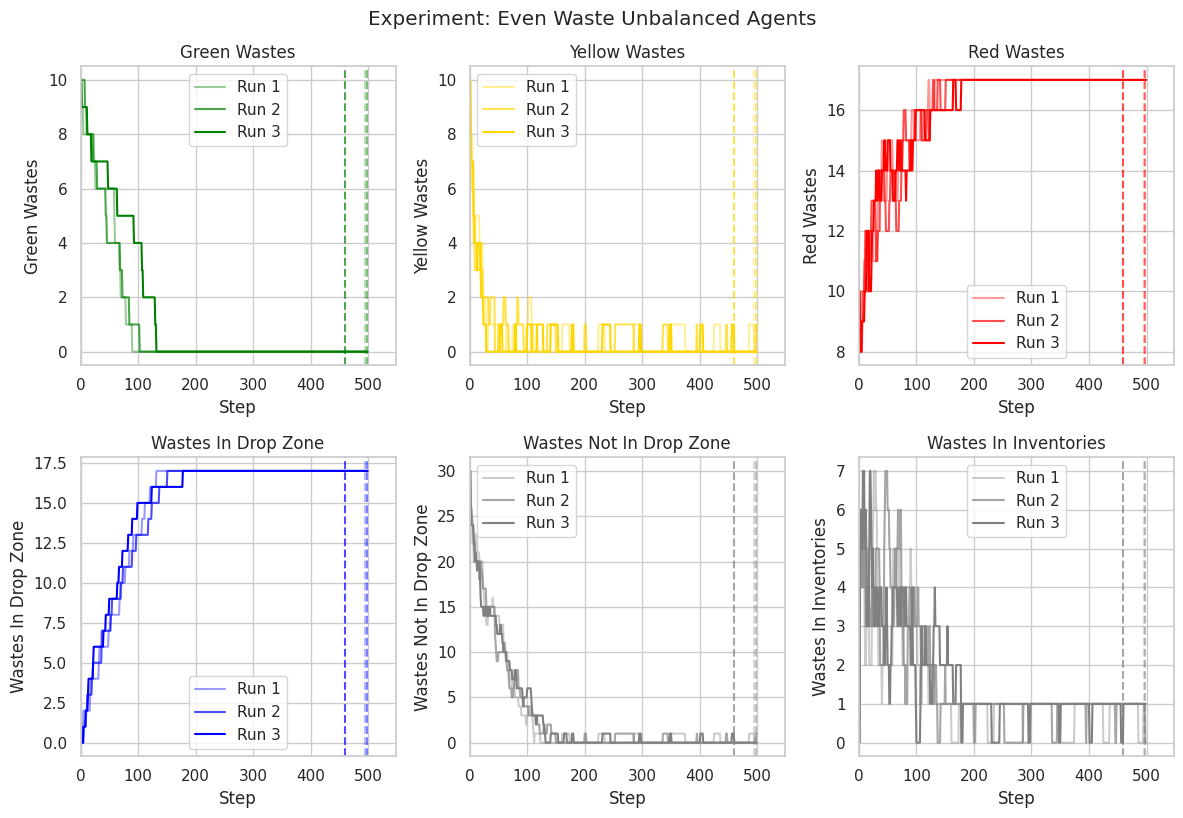 Experiment: Even Waste Unbalanced Agents
Green Wastes
Green Wastes
10
8
6
4
2
0
Run 1
Run 2
Run 3
0 100 200 300 400 500
Step
Yellow Wastes
Yellow Wastes
10
8
6
4
2
0
Run 1
Run 2
Run 3
0 100 200 300 400 500
Step
Red Wastes
Red Wastes
16
14
12
10
8
Run 1
Run 2
Run 3
0 100 200 300 400 500
Step
Wastes In Drop Zone
Wastes In Drop Zone
17.5
15.0
12.5
10.0
7.5
5.0
2.5
0.0
Run 1
Run 2
Run 3
0 100 200 300 400 500
Step
Wastes Not In Drop Zone
Wastes Not In Drop Zone
30
25
20
15
10
5
0
Run 1
Run 2
Run 3
0 100 200 300 400 500
Step
Wastes In Inventories
Wastes In Inventories
7
6
5
4
3
2
1
0
Run 1
Run 2
Run 3
0 100 200 300 400 500
Step